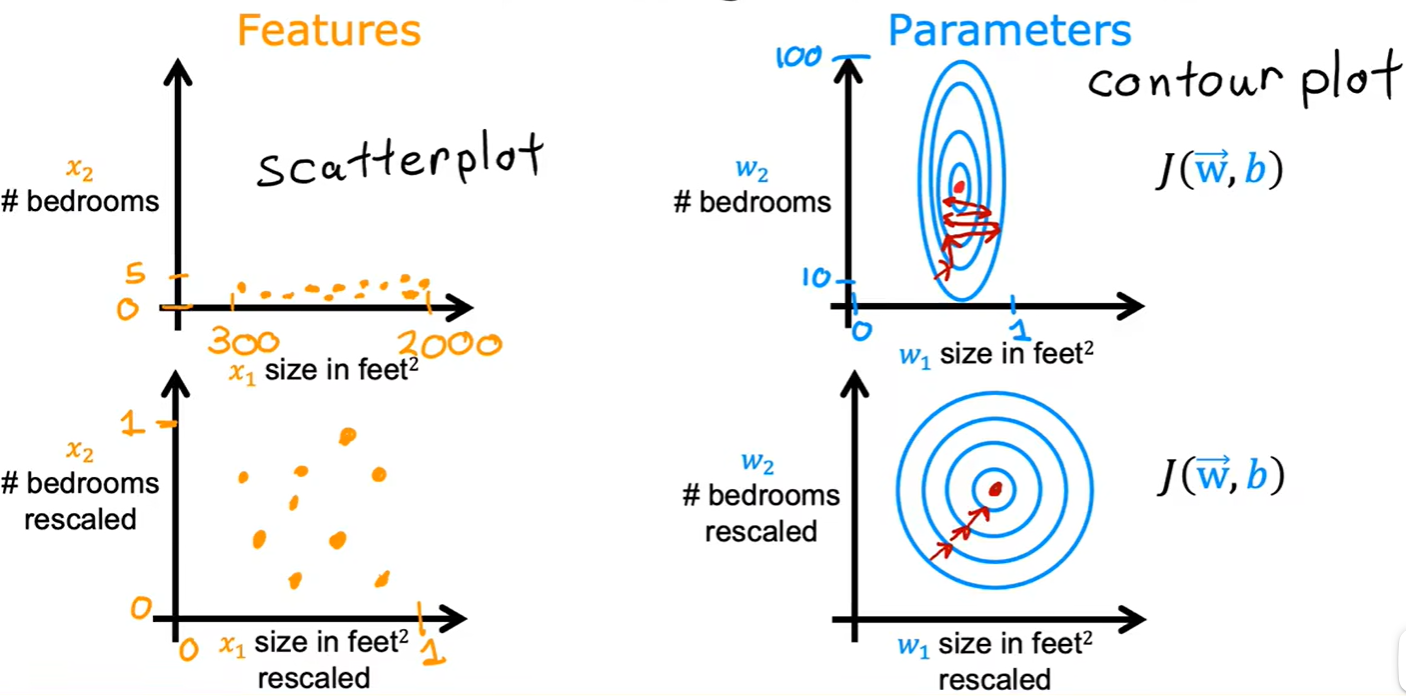 Features
scatterplot
x₂
# bedrooms
5
0
300
2000
x₁ size in feet²
1
x₂
# bedrooms
rescaled
0
0
x₁ size in feet²
1
rescaled
Parameters
100
contour plot
w₂
# bedrooms
J(w⃗, b)
10
0
1
w₁ size in feet²
w₂
# bedrooms
rescaled
J(w⃗, b)
w₁ size in feet²
rescaled